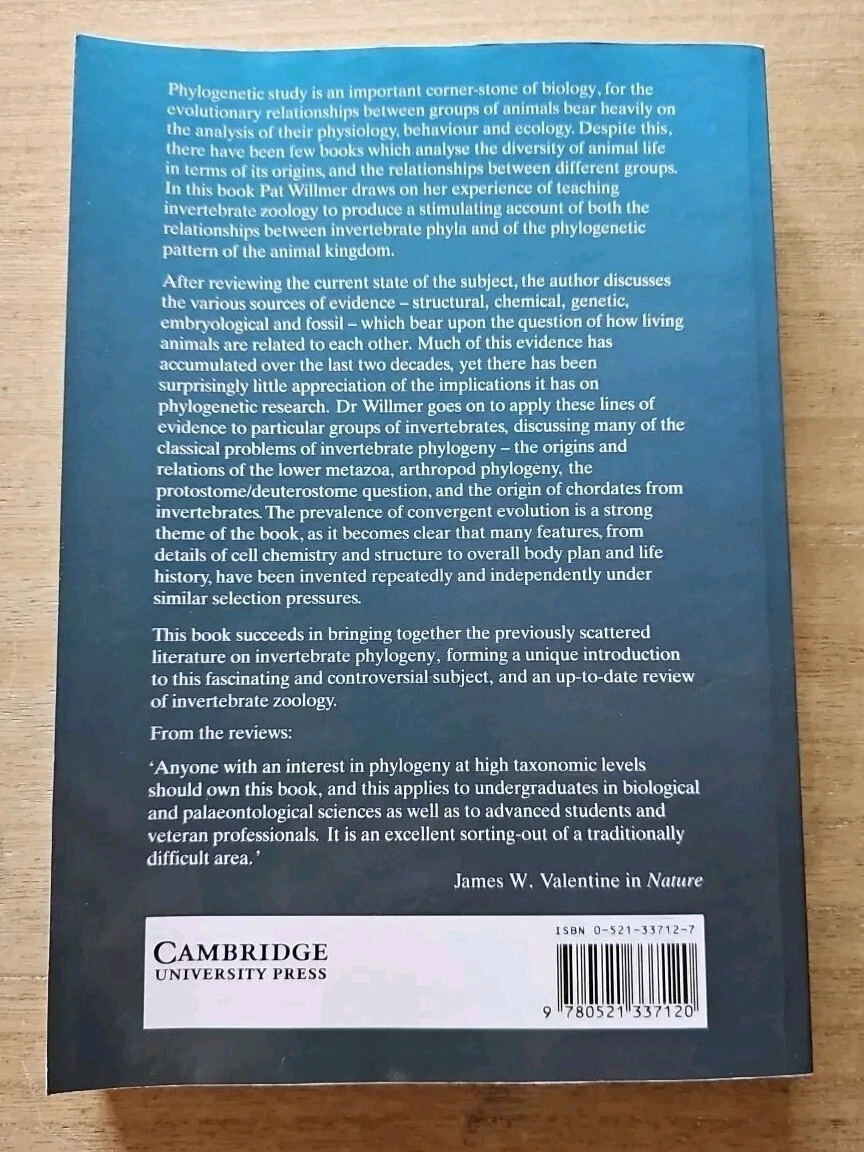 Phylogenetic study is an important corner-stone of biology, for the
evolutionary relationships between groups of animals bear heavily on
the analysis of their physiology, behaviour and ecology. Despite this,
there have been few books which analyse the diversity of animal life
in terms of its origins, and the relationships between different groups.
In this book Pat Willmer draws on her experience of teaching
invertebrate zoology to produce a stimulating account of both the
relationships between invertebrate phyla and of the phylogenetic
pattern of the animal kingdom.
After reviewing the current state of the subject, the author discusses
the various sources of evidence – structural, chemical, genetic,
embryological and fossil – which bear upon the question of how living
animals are related to each other. Much of this evidence has
accumulated over the last two decades, yet there has been
surprisingly little appreciation of the implications it has on
phylogenetic research. Dr Willmer goes on to apply these lines of
evidence to particular groups of invertebrates, discussing many of the
classical problems of invertebrate phylogeny – the origins and
relations of the lower metazoa, arthropod phylogeny, the
protostome/deuterostome question, and the origin of chordates from
invertebrates. The prevalence of convergent evolution is a strong
theme of the book, as it becomes clear that many features, from
details of cell chemistry and structure to overall body plan and life
history, have been invented repeatedly and independently under
similar selection pressures.
This book succeeds in bringing together the previously scattered
literature on invertebrate phylogeny, forming a unique introduction
to this fascinating and controversial subject, and an up-to-date review
of invertebrate zoology.
From the reviews:
‘Anyone with an interest in phylogeny at high taxonomic levels
should own this book, and this applies to undergraduates in biological
and palaeontological sciences as well as to advanced students and
veteran professionals. It is an excellent sorting-out of a traditionally
difficult area.’
James W. Valentine in Nature
CAMBRIDGE
UNIVERSITY PRESS
ISBN 0-521-33712-7
9 780521 337120